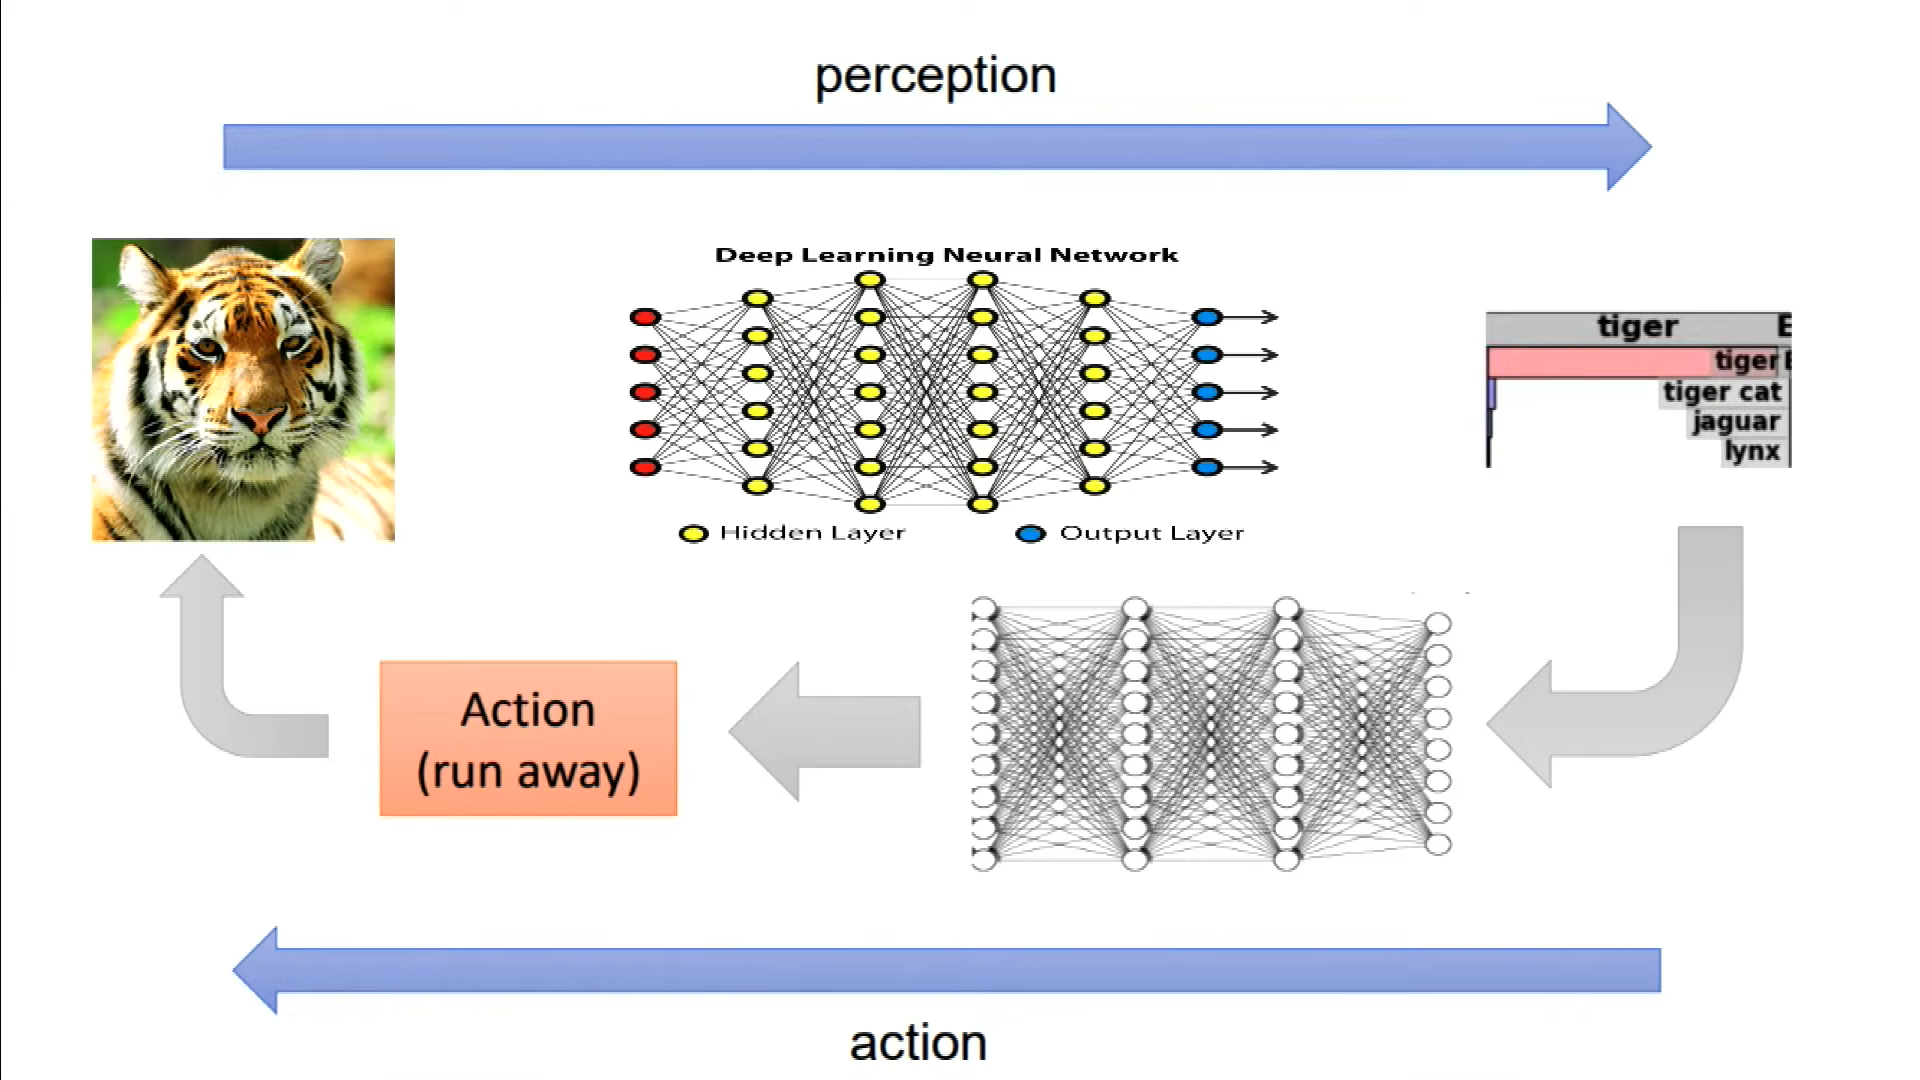 perception
Deep Learning Neural Network
tiger
tiger
tiger cat
jaguar
lynx
Hidden Layer
Output Layer
Action
(run away)
action